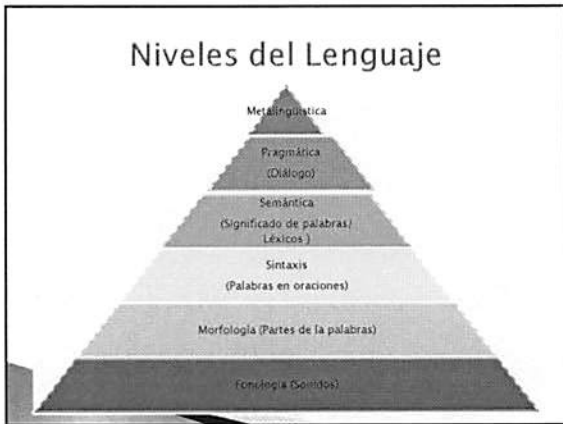 Niveles del Lenguaje
Metalingüística
Pragmática
(Diálogo)
Semántica
(Significado de palabras/
Léxicos )
Sintaxis
(Palabras en oraciones)
Morfología (Partes de la palabras)
Fonología (Sonidos)